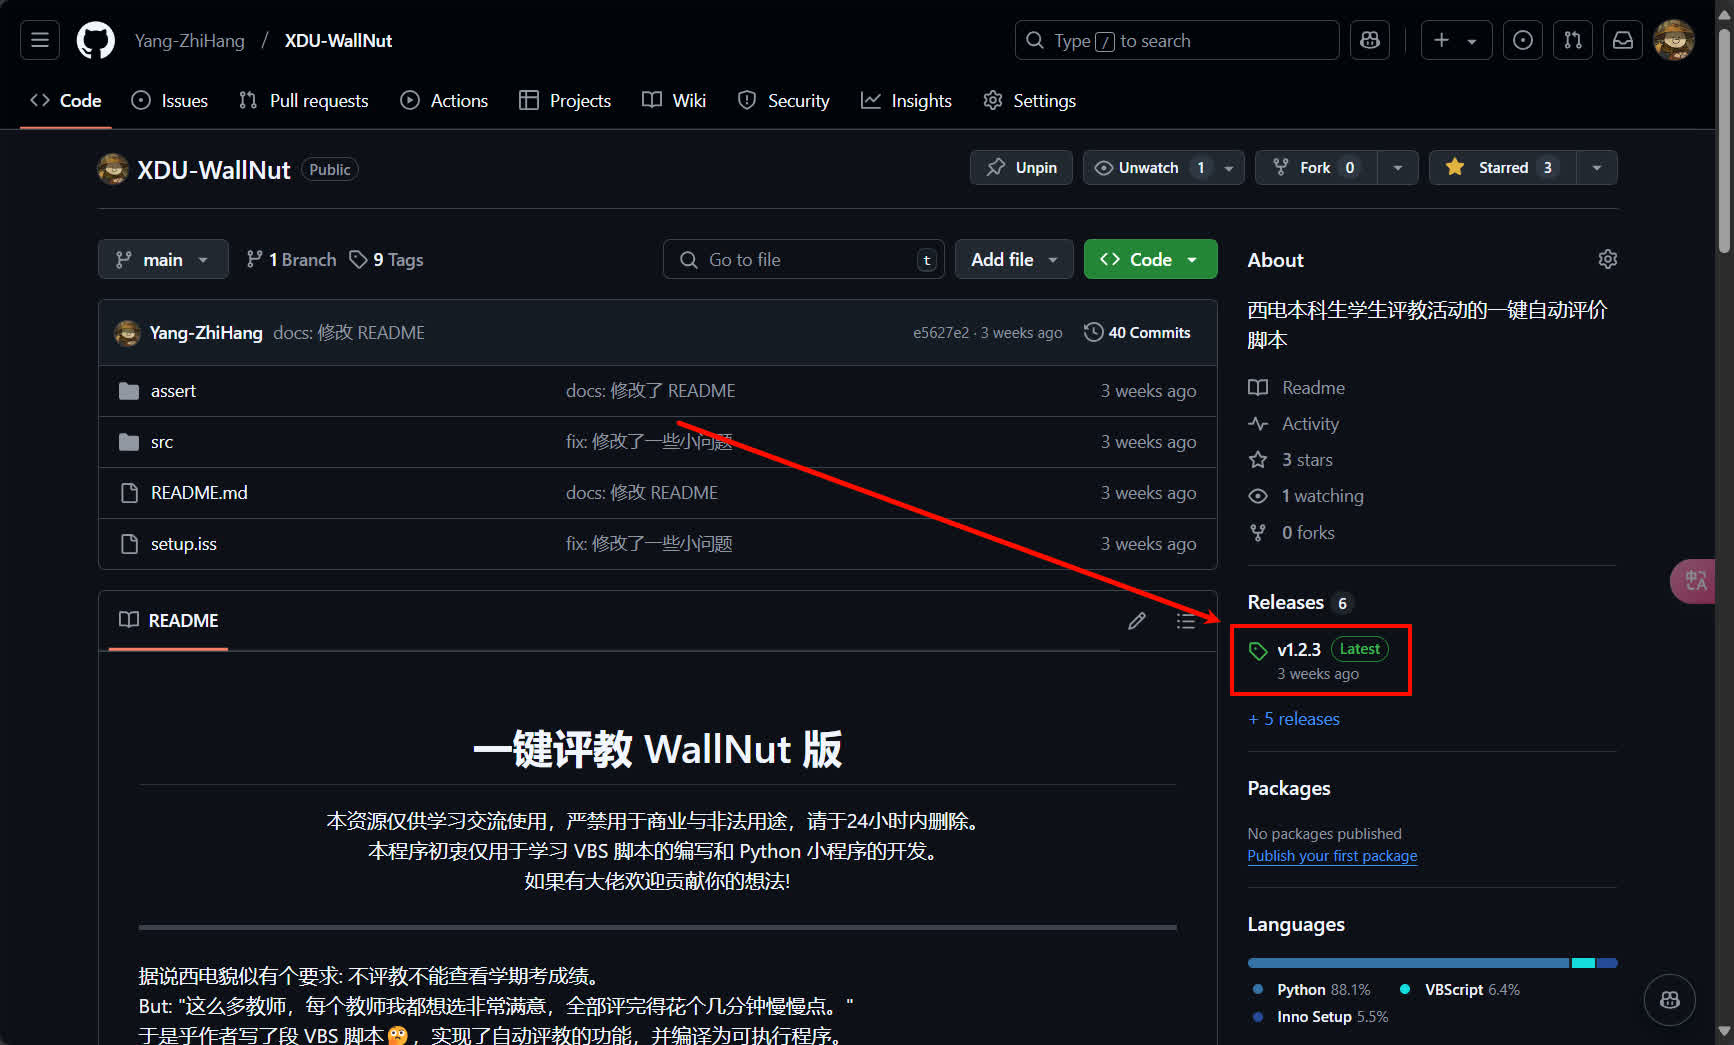 Yang-ZhiHang / XDU-WallNut
Type / to search
Code Issues Pull requests Actions Projects Wiki Security Insights Settings
XDU-WallNut Public
Unpin Unwatch 1 Fork 0 Starred 3
main 1 Branch 9 Tags
Go to file t Add file Code
Yang-ZhiHang docs: 修改 README e5627e2 · 3 weeks ago 40 Commits
assert docs: 修改了 README 3 weeks ago
src fix: 修改了一些小问题 3 weeks ago
README.md docs: 修改 README 3 weeks ago
setup.iss fix: 修改了一些小问题 3 weeks ago
README
一键评教 WallNut 版
本资源仅供学习交流使用，严禁用于商业与非法用途，请于24小时内删除。
本程序初衷仅用于学习 VBS 脚本的编写和 Python 小程序的开发。
如果有大佬欢迎贡献你的想法!
据说西电貌似有个要求: 不评教不能查看学期考成绩。
But: "这么多教师，每个教师我都想选非常满意，全部评完得花个几分钟慢慢点。"
于是乎作者写了段 VBS 脚本🤔，实现了自动评教的功能，并编译为可执行程序。
About
西电本科生学生评教活动的一键自动评价
脚本
Readme
Activity
3 stars
1 watching
0 forks
Releases 6
v1.2.3 Latest
3 weeks ago
+ 5 releases
Packages
No packages published
Publish your first package
Languages
Python 88.1% VBScript 6.4%
Inno Setup 5.5%
中A